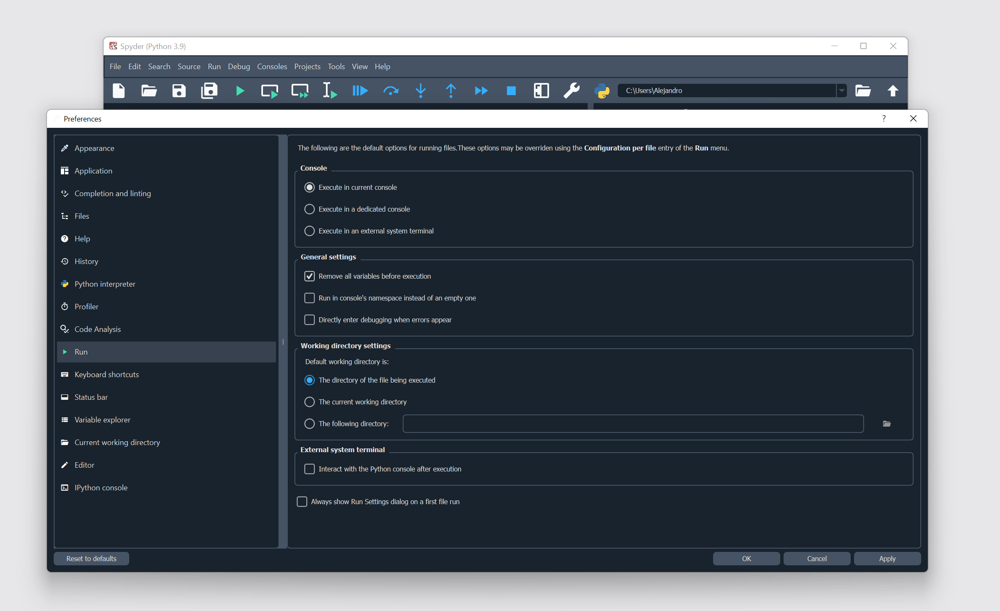 Spyder (Python 3.9)
File Edit Search Source Run Debug Consoles Projects Tools View Help
C:\Users\Alejandro
Preferences
Appearance
Application
Completion and linting
Files
Help
History
Python interpreter
Profiler
Code Analysis
Run
Keyboard shortcuts
Status bar
Variable explorer
Current working directory
Editor
IPython console
The following are the default options for running files.These options may be overriden using the Configuration per file entry of the Run menu.
Console
Execute in current console
Execute in a dedicated console
Execute in an external system terminal
General settings
Remove all variables before execution
Run in console's namespace instead of an empty one
Directly enter debugging when errors appear
Working directory settings
Default working directory is:
The directory of the file being executed
The current working directory
The following directory:
External system terminal
Interact with the Python console after execution
Always show Run Settings dialog on a first file run
Reset to defaults
OK
Cancel
Apply